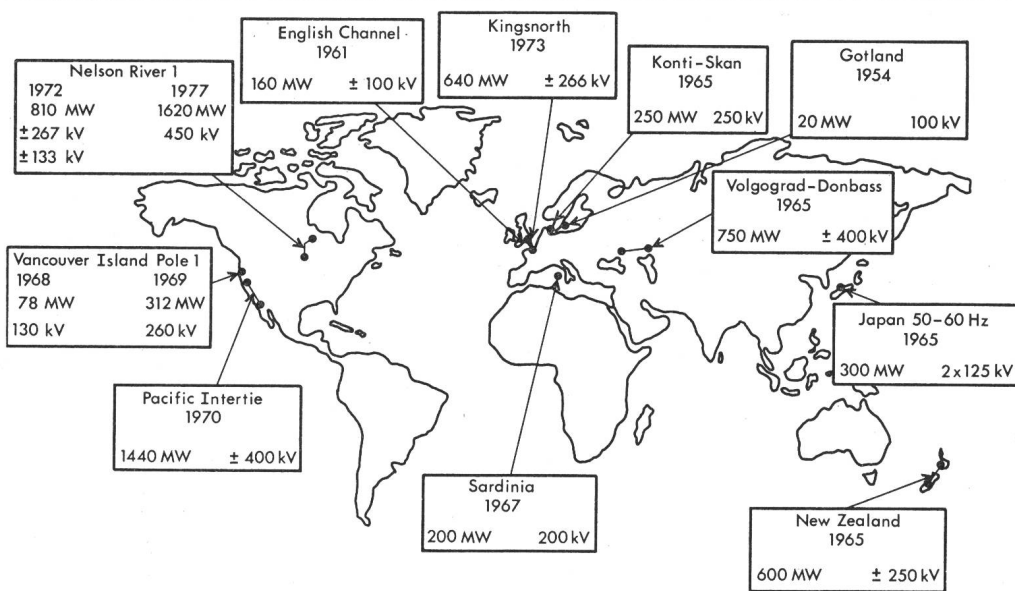 English Channel
1961
160 MW ± 100 kV
Kingsnorth
1973
640 MW ± 266 kV
Konti-Skan
1965
250 MW 250 kV
Gotland
1954
20 MW 100 kV
Nelson River 1
1972 1977
810 MW 1620 MW
±267 kV 450 kV
±133 kV
Volgograd-Donbass
1965
750 MW ± 400 kV
Vancouver Island Pole 1
1968 1969
78 MW 312 MW
130 kV 260 kV
Japan 50-60 Hz
1965
300 MW 2x125 kV
Pacific Intertie
1970
1440 MW ± 400 kV
Sardinia
1967
200 MW 200 kV
New Zealand
1965
600 MW ± 250 kV